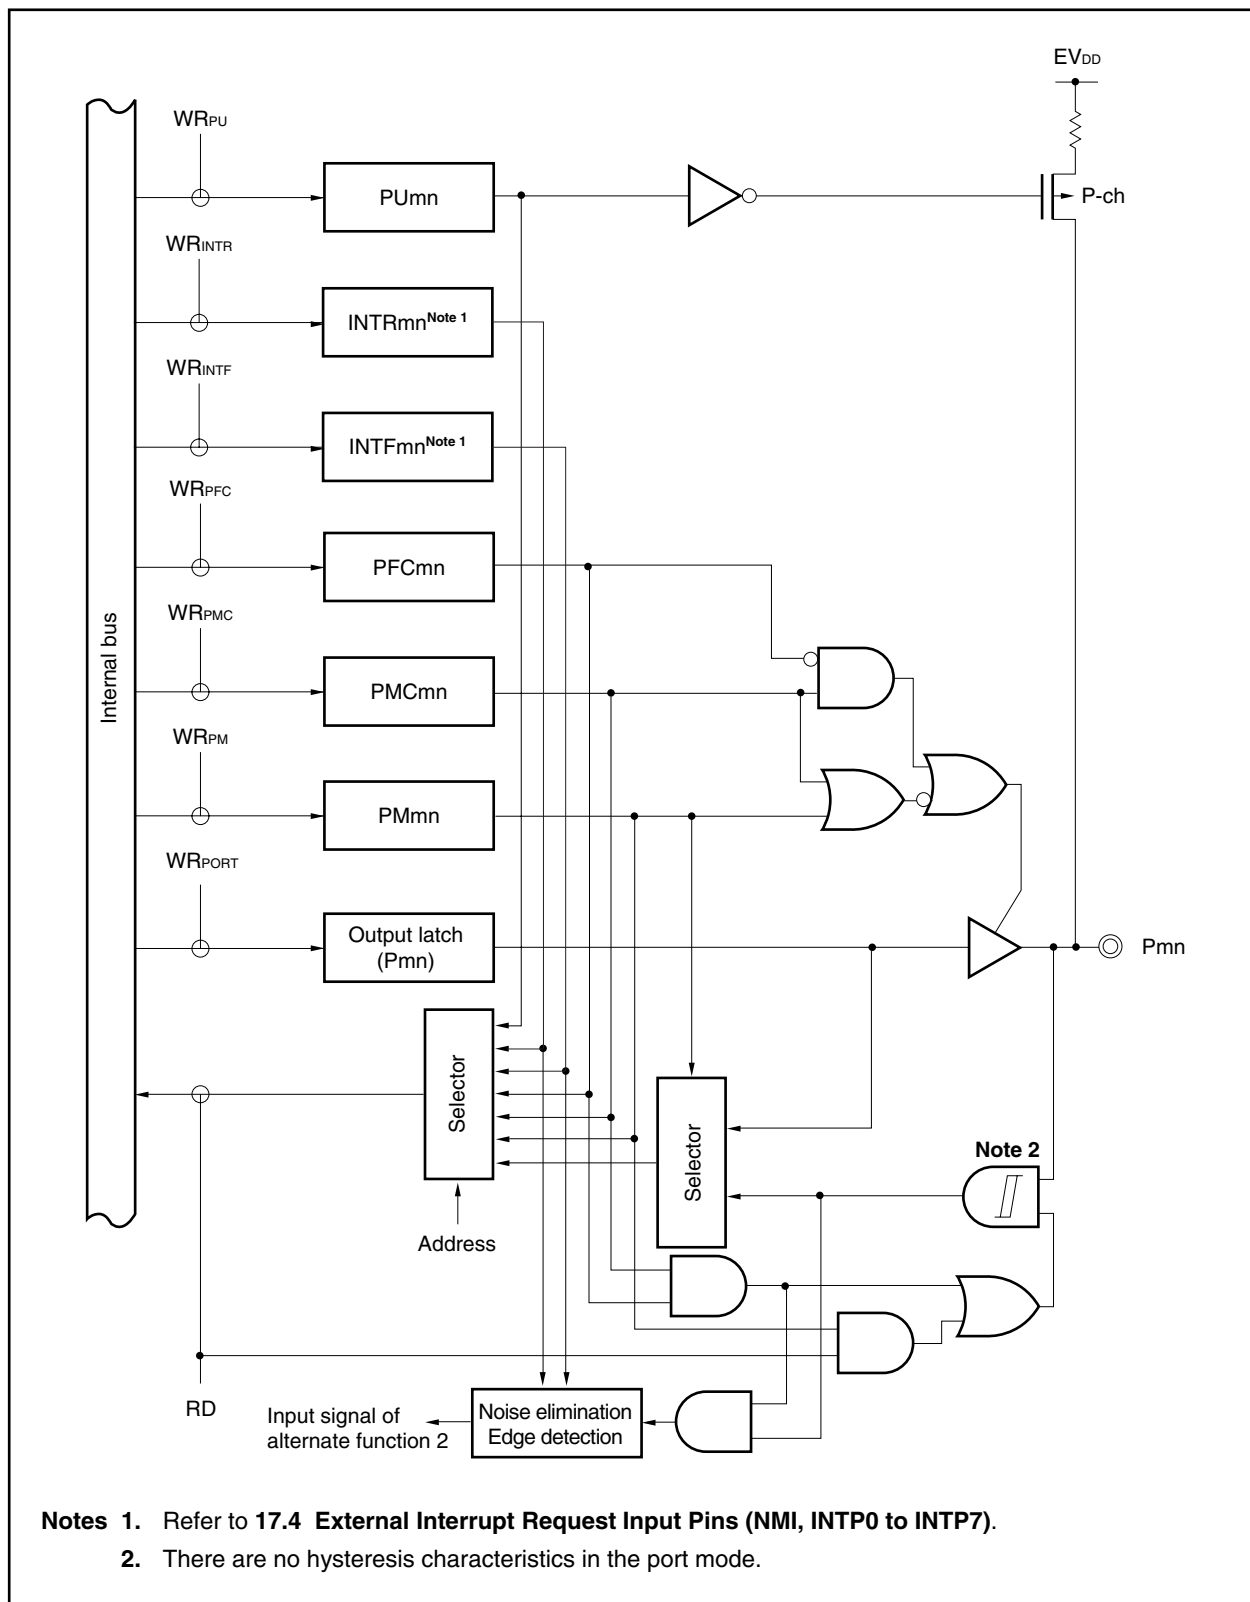 EVDD
WRPU
PUmn
P-ch
WRINTR
INTRmnNote 1
WRINTF
INTFmnNote 1
WRPFC
PFCmn
WRPMC
PMCmn
Internal bus
WRPM
PMmn
WRPORT
Output latch
(Pmn)
Pmn
Selector
Selector
Note 2
Address
RD
Input signal of
alternate function 2
Noise elimination
Edge detection
Notes 1. Refer to 17.4 External Interrupt Request Input Pins (NMI, INTP0 to INTP7).
2. There are no hysteresis characteristics in the port mode.